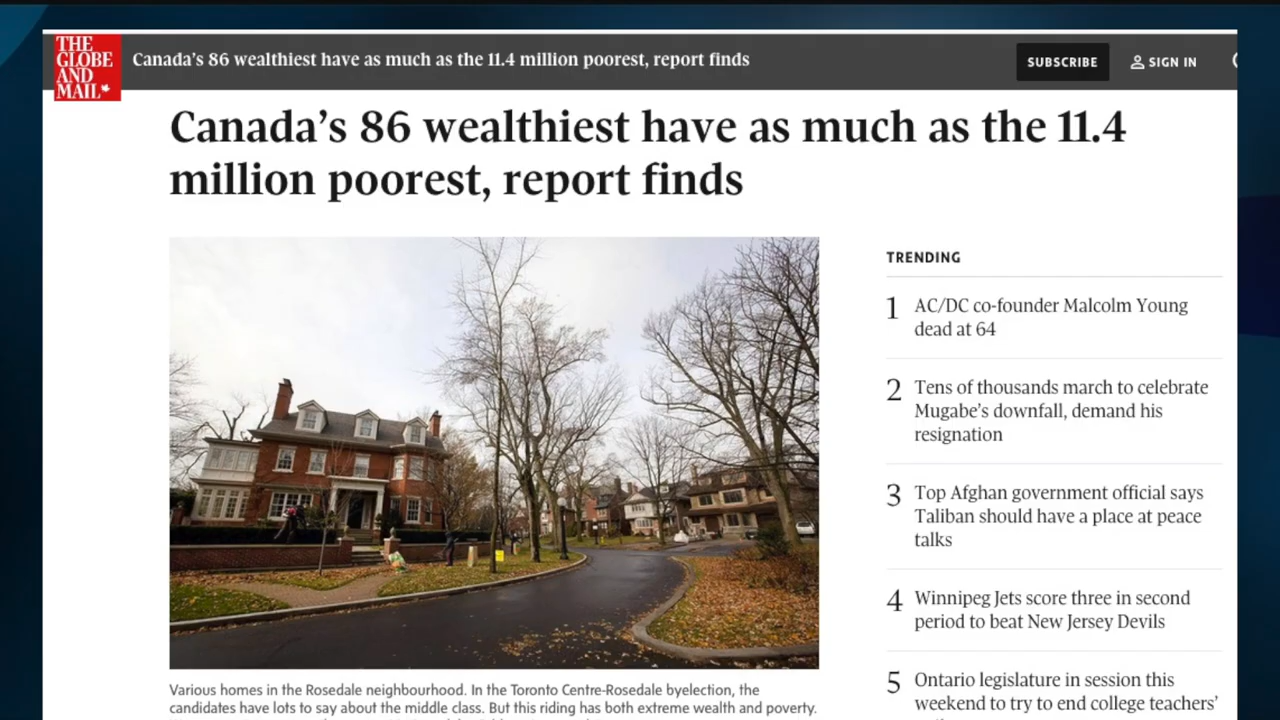 THE
GLOBE
AND
MAIL
Canada’s 86 wealthiest have as much as the 11.4 million poorest, report finds
SUBSCRIBE
SIGN IN
Canada’s 86 wealthiest have as much as the 11.4
million poorest, report finds
Various homes in the Rosedale neighbourhood. In the Toronto Centre-Rosedale byelection, the
candidates have lots to say about the middle class. But this riding has both extreme wealth and poverty.
TRENDING
1 AC/DC co-founder Malcolm Young
dead at 64
2 Tens of thousands march to celebrate
Mugabe’s downfall, demand his
resignation
3 Top Afghan government official says
Taliban should have a place at peace
talks
4 Winnipeg Jets score three in second
period to beat New Jersey Devils
5 Ontario legislature in session this
weekend to try to end college teachers’